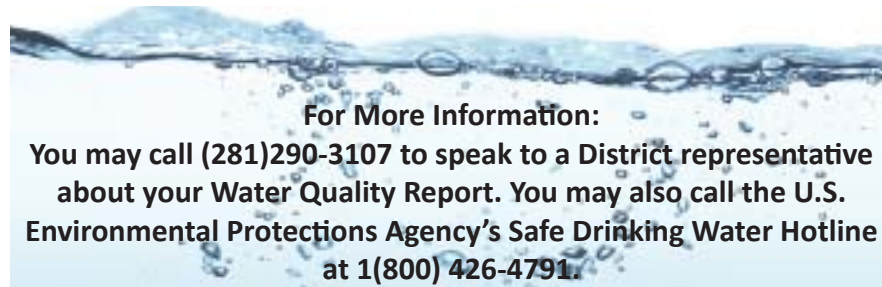 For More Information:
You may call (281)290-3107 to speak to a District representative
about your Water Quality Report. You may also call the U.S.
Environmental Protections Agency’s Safe Drinking Water Hotline
at 1(800) 426-4791.